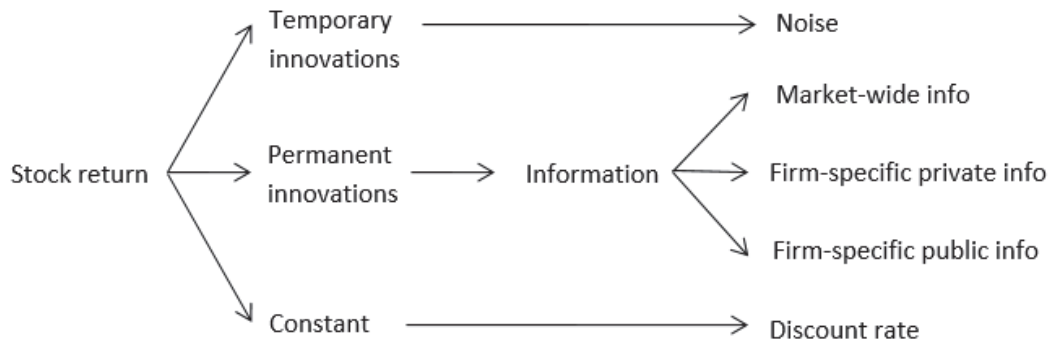 Temporary
innovations
Noise
Market-wide info
Stock return
Permanent
innovations
Information
Firm-specific private info
Firm-specific public info
Constant
Discount rate